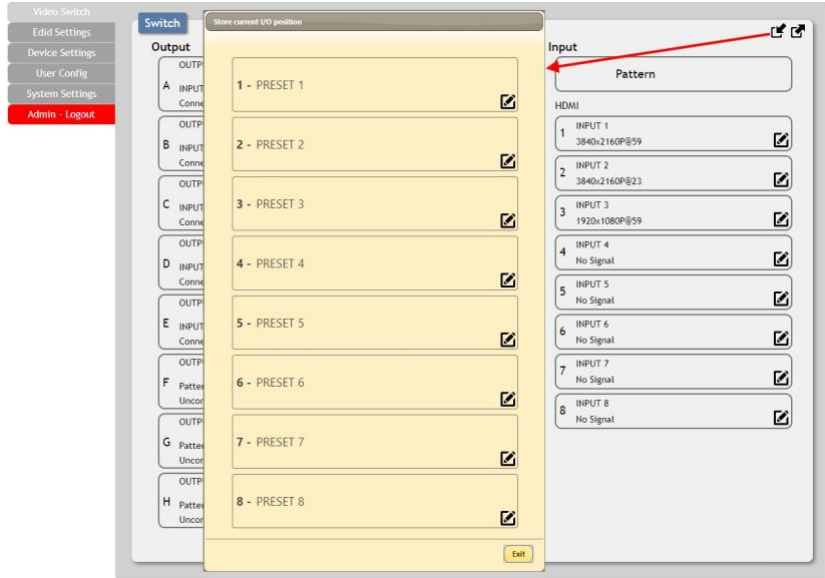 Video Switch
Edid Settings
Device Settings
User Config
System Settings
Admin - Logout
Switch
Output
OUTP
A INPUT
Conne
OUTP
B INPUT
Conne
OUTP
C INPUT
Conne
OUTP
D INPUT
Conne
OUTP
E INPUT
Conne
OUTP
F Patter
Uncor
OUTP
G Patter
Uncor
OUTP
H Patter
Uncor
Store current I/O position
1 - PRESET 1
2 - PRESET 2
3 - PRESET 3
4 - PRESET 4
5 - PRESET 5
6 - PRESET 6
7 - PRESET 7
8 - PRESET 8
Exit
Input
Pattern
HDMI
1 INPUT 1
3840x2160P@59
2 INPUT 2
3840x2160P@23
3 INPUT 3
1920x1080P@59
4 INPUT 4
No Signal
5 INPUT 5
No Signal
6 INPUT 6
No Signal
7 INPUT 7
No Signal
8 INPUT 8
No Signal